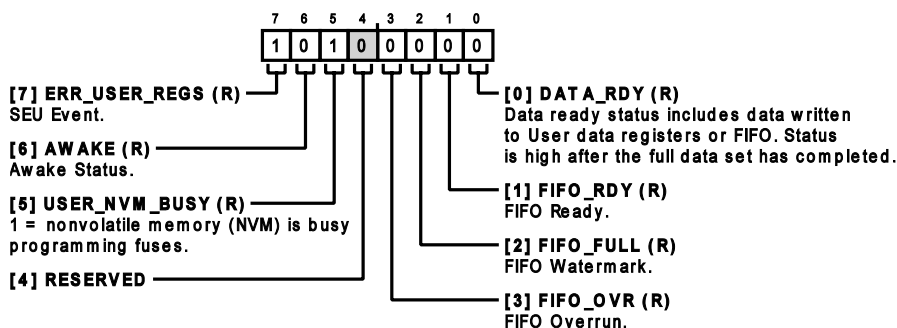 7 6 5 4 3 2 1 0
1 0 1 0 0 0 0 0
[7] ERR_USER_REGS (R)
SEU Event.
[6] AWAKE (R)
Awake Status.
[5] USER_NVM_BUSY (R)
1 = nonvolatile memory (NVM) is busy
programming fuses.
[4] RESERVED
[0] DATA_RDY (R)
Data ready status includes data written
to User data registers or FIFO. Status
is high after the full data set has completed.
[1] FIFO_RDY (R)
FIFO Ready.
[2] FIFO_FULL (R)
FIFO Watermark.
[3] FIFO_OVR (R)
FIFO Overrun.